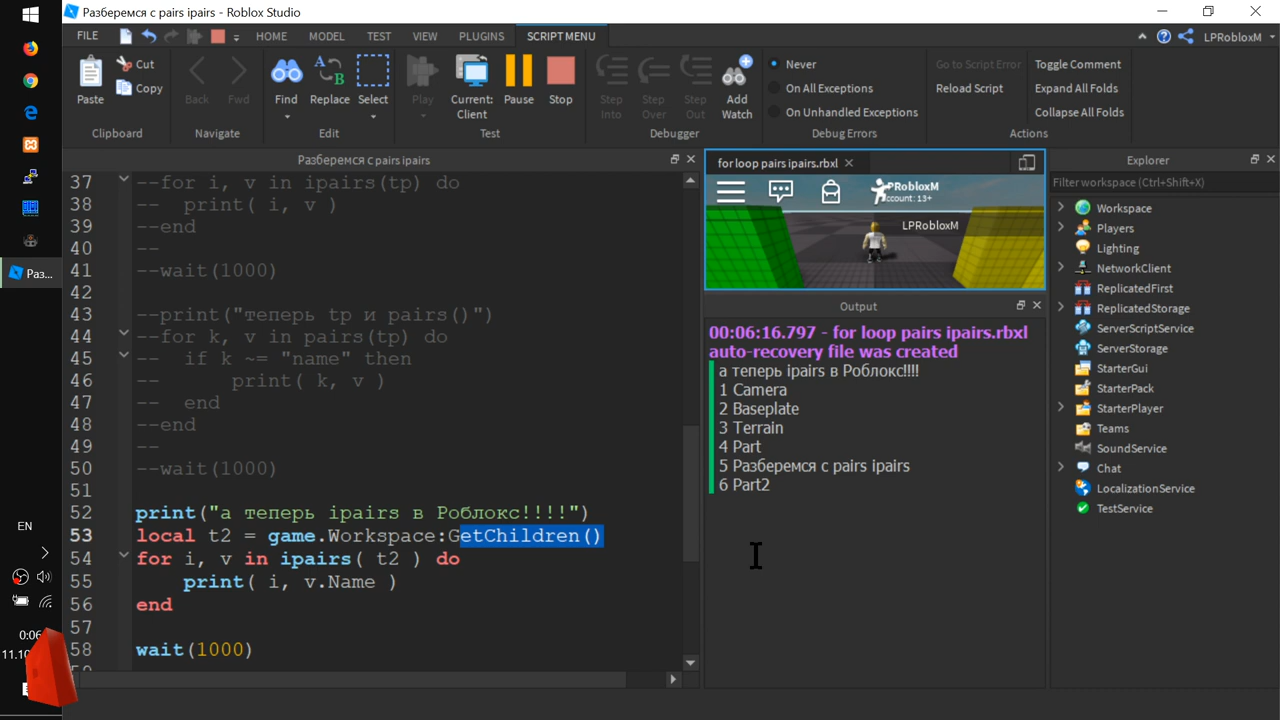 Разберемся с pairs ipairs - Roblox Studio
FILE HOME MODEL TEST VIEW PLUGINS SCRIPT MENU LPRobloxM
Paste Cut Copy Back Fwd Find Replace Select Play Current: Client Pause Stop Step Into Step Over Step Out Add Watch
Never
On All Exceptions
On Unhandled Exceptions
Go to Script Error
Reload Script
Toggle Comment
Expand All Folds
Collapse All Folds
Clipboard Navigate Edit Test Debugger Debug Errors Actions
Разберемся с pairs ipairs
37 --for i, v in ipairs(tp) do
38 --  print( i, v )
39 --end
40 --
41 --wait(1000)
42
43 --print("теперь tp и pairs()")
44 --for k, v in pairs(tp) do
45 --  if k ~= "name" then
46 --      print( k, v )
47 --  end
48 --end
49 --
50 --wait(1000)
51
52 print("а теперь ipairs в Роблокс!!!!")
53 local t2 = game.Workspace:GetChildren()
54 for i, v in ipairs( t2 ) do
55     print( i, v.Name )
56 end
57
58 wait(1000)
for loop pairs ipairs.rbxl
PRobloxM
ccount: 13+
LPRobloxM
Output
00:06:16.797 - for loop pairs ipairs.rbxl
auto-recovery file was created
а теперь ipairs в Роблокс!!!!
1 Camera
2 Baseplate
3 Terrain
4 Part
5 Разберемся с pairs ipairs
6 Part2
Explorer
Filter workspace (Ctrl+Shift+X)
Workspace
Players
Lighting
NetworkClient
ReplicatedFirst
ReplicatedStorage
ServerScriptService
ServerStorage
StarterGui
StarterPack
StarterPlayer
Teams
SoundService
Chat
LocalizationService
TestService
Раз...
EN
0:06
11.10